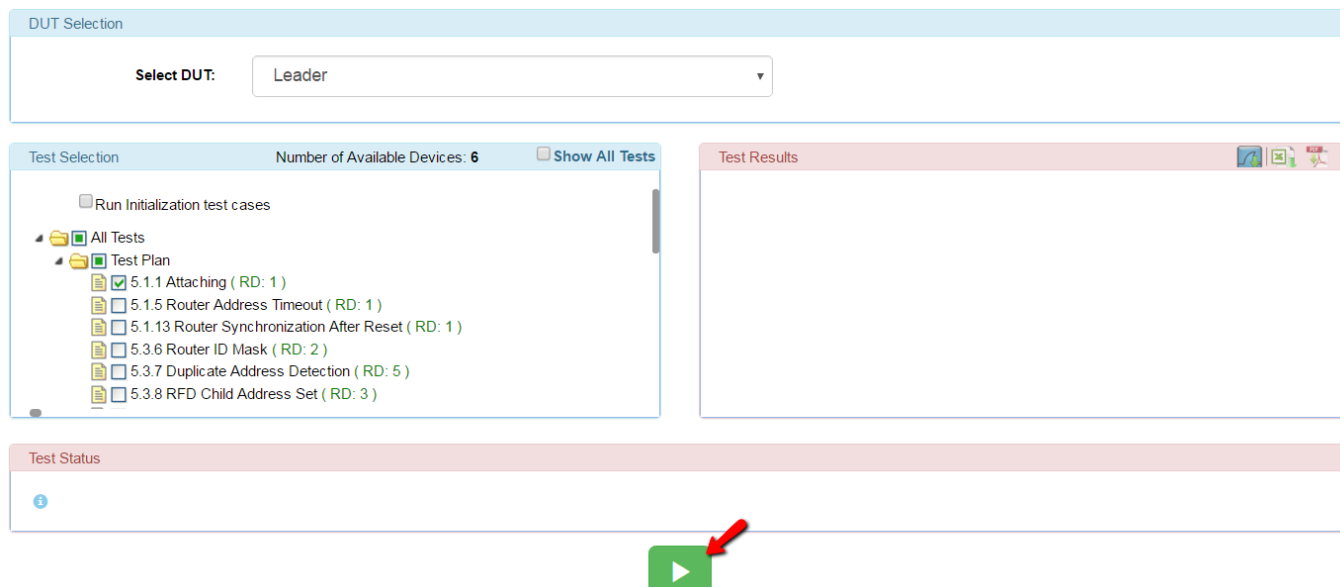 DUT Selection
Select DUT: Leader
Test Selection Number of Available Devices: 6 Show All Tests
Test Results
Run Initialization test cases
All Tests
Test Plan
5.1.1 Attaching ( RD: 1 )
5.1.5 Router Address Timeout ( RD: 1 )
5.1.13 Router Synchronization After Reset ( RD: 1 )
5.3.6 Router ID Mask ( RD: 2 )
5.3.7 Duplicate Address Detection ( RD: 5 )
5.3.8 RFD Child Address Set ( RD: 3 )
Test Status